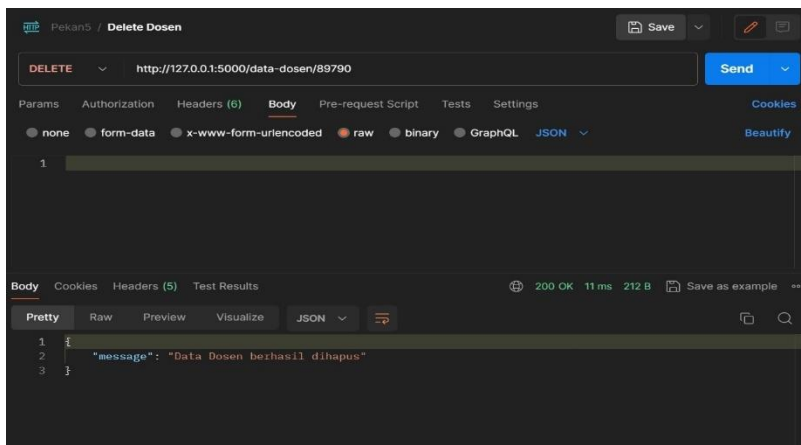 HTTP Pekan5 / Delete Dosen Save
DELETE http://127.0.0.1:5000/data-dosen/89790 Send
Params Authorization Headers (6) Body Pre-request Script Tests Settings Cookies
none form-data x-www-form-urlencoded raw binary GraphQL JSON Beautify
1
Body Cookies Headers (5) Test Results 200 OK 11 ms 212 B Save as example
Pretty Raw Preview Visualize JSON
1 {
2 "message": "Data Dosen berhasil dihapus"
3 }